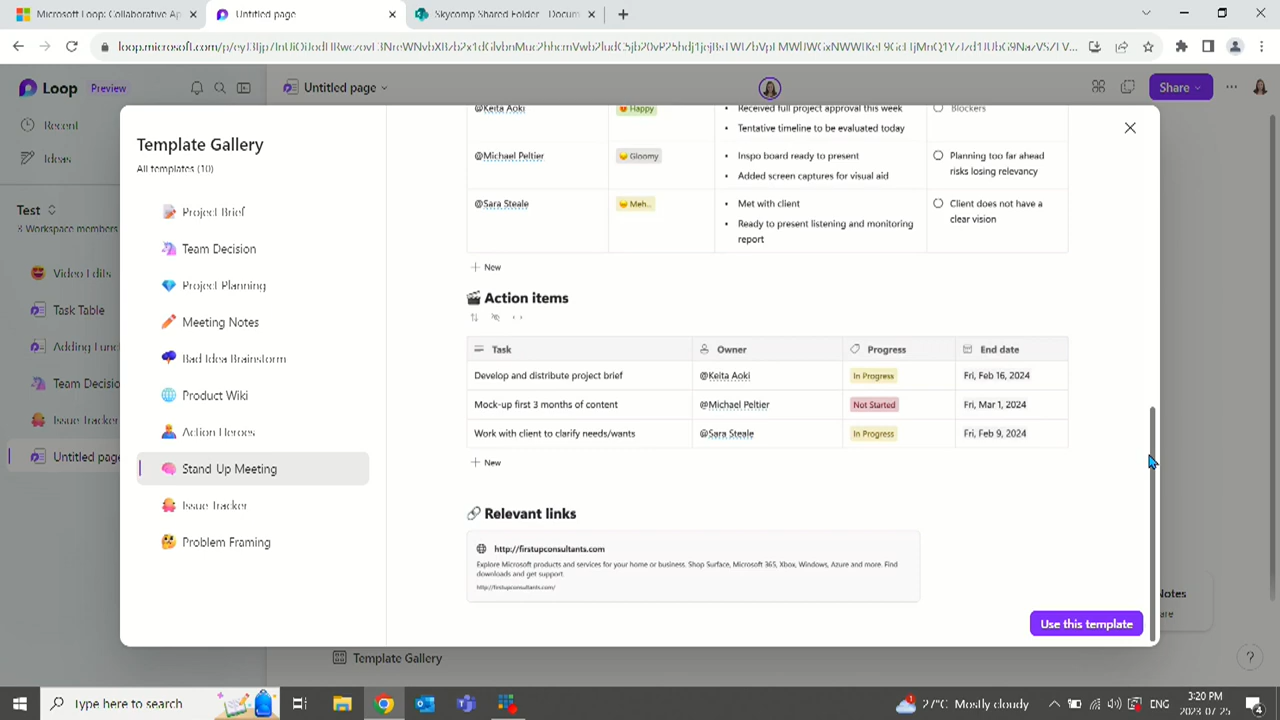 Microsoft Loop: Collaborative Ap
Untitled page
Skycomp Shared Folder - Docum
Loop
Preview
Untitled page
Share
Recent
Ideas
Test
3 Workspace members
Video Edits
Task Table
Issue Tracker
Untitled page
Template Gallery
All templates (10)
Project Brief
Team Decision
Project Planning
Meeting Notes
Bad Idea Brainstorm
Product Wiki
Action Heroes
Stand Up Meeting
Issue Tracker
Problem Framing
@Keita Aoki
Happy
Received full project approval this week
Tentative timeline to be evaluated today
Blockers
@Michael Peltier
Gloomy
Inspo board ready to present
Added screen captures for visual aid
Planning too far ahead
risks losing relevancy
@Sara Steale
Meh..
Met with client
Ready to present listening and monitoring
report
Client does not have a
clear vision
New
Action items
Task Owner Progress End date
Develop and distribute project brief @Keita Aoki In Progress Fri, Feb 16, 2024
Mock-up first 3 months of content @Michael Peltier Not Started Fri, Mar 1, 2024
Work with client to clarify needs/wants @Sara Steale In Progress Fri, Feb 9, 2024
New
Relevant links
http://firstupconsultants.com
Explore Microsoft products and services for your home or business. Shop Surface, Microsoft 365, Xbox, Windows, Azure and more. Find
downloads and get support.
http://firstupconsultants.com/
Use this template
Template Gallery
Type here to search
27°C Mostly cloudy
ENG
3:20 PM
2023-07-25
4